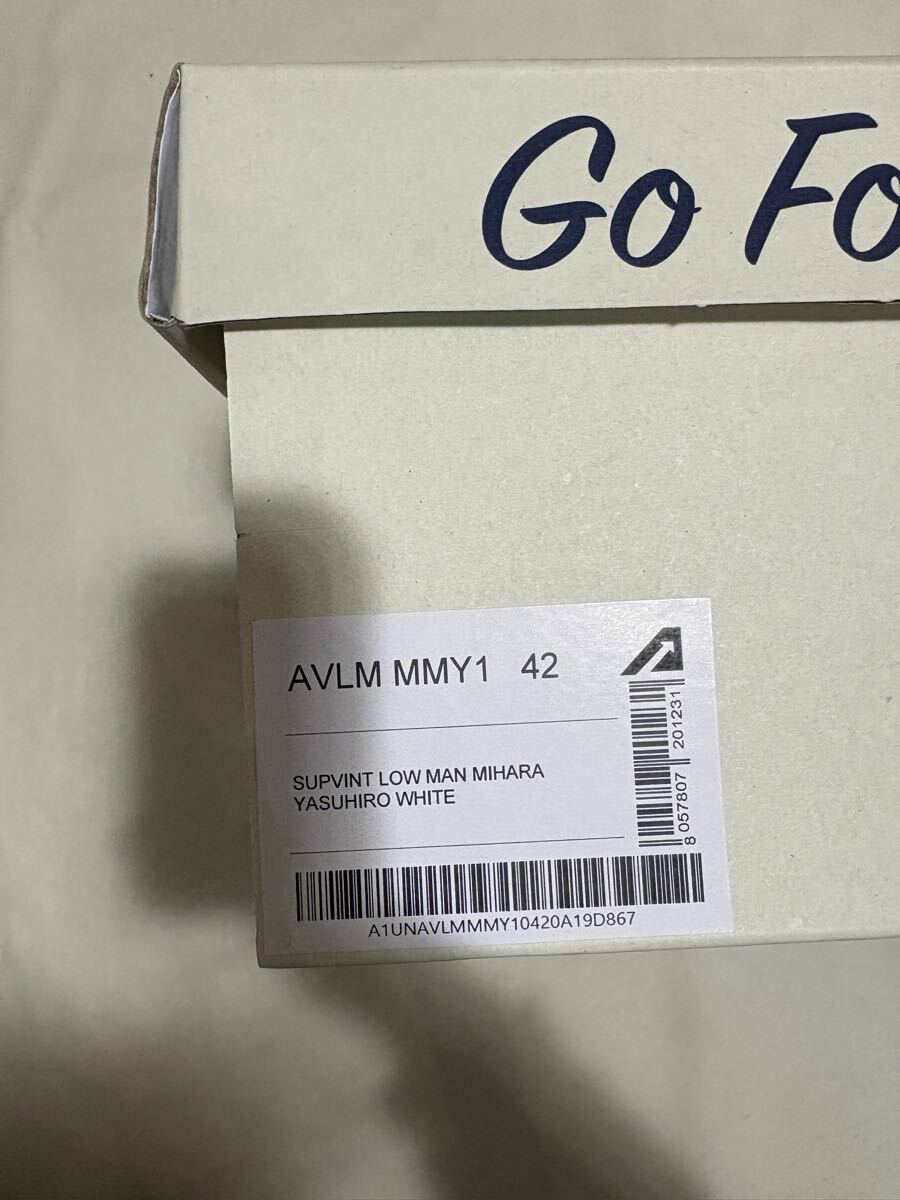 Go Fo
AVLM MMY1 42
SUPVINT LOW MAN MIHARA
YASUHIRO WHITE
8 057807 201231
A1UNAVLMMMY10420A19D867